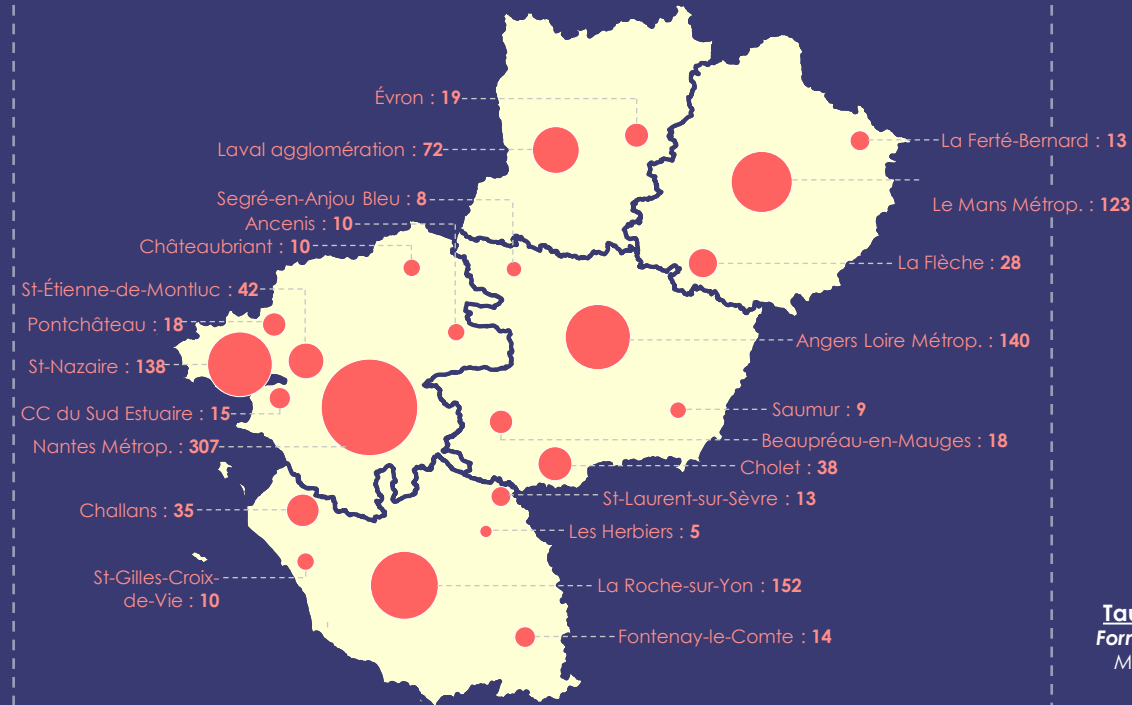 Évron : 19
Laval agglomération : 72
Segré-en-Anjou Bleu : 8
Ancenis : 10
Châteaubriant : 10
St-Étienne-de-Montluc : 42
Pontchâteau : 18
St-Nazaire : 138
CC du Sud Estuaire : 15
Nantes Métrop. : 307
Challans : 35
St-Gilles-Croix-
de-Vie : 10
La Ferté-Bernard : 13
Le Mans Métrop. : 123
La Flèche : 28
Angers Loire Métrop. : 140
Saumur : 9
Beaupréau-en-Mauges : 18
Cholet : 38
St-Laurent-sur-Sèvre : 13
Les Herbiers : 5
La Roche-sur-Yon : 152
Fontenay-le-Comte : 14